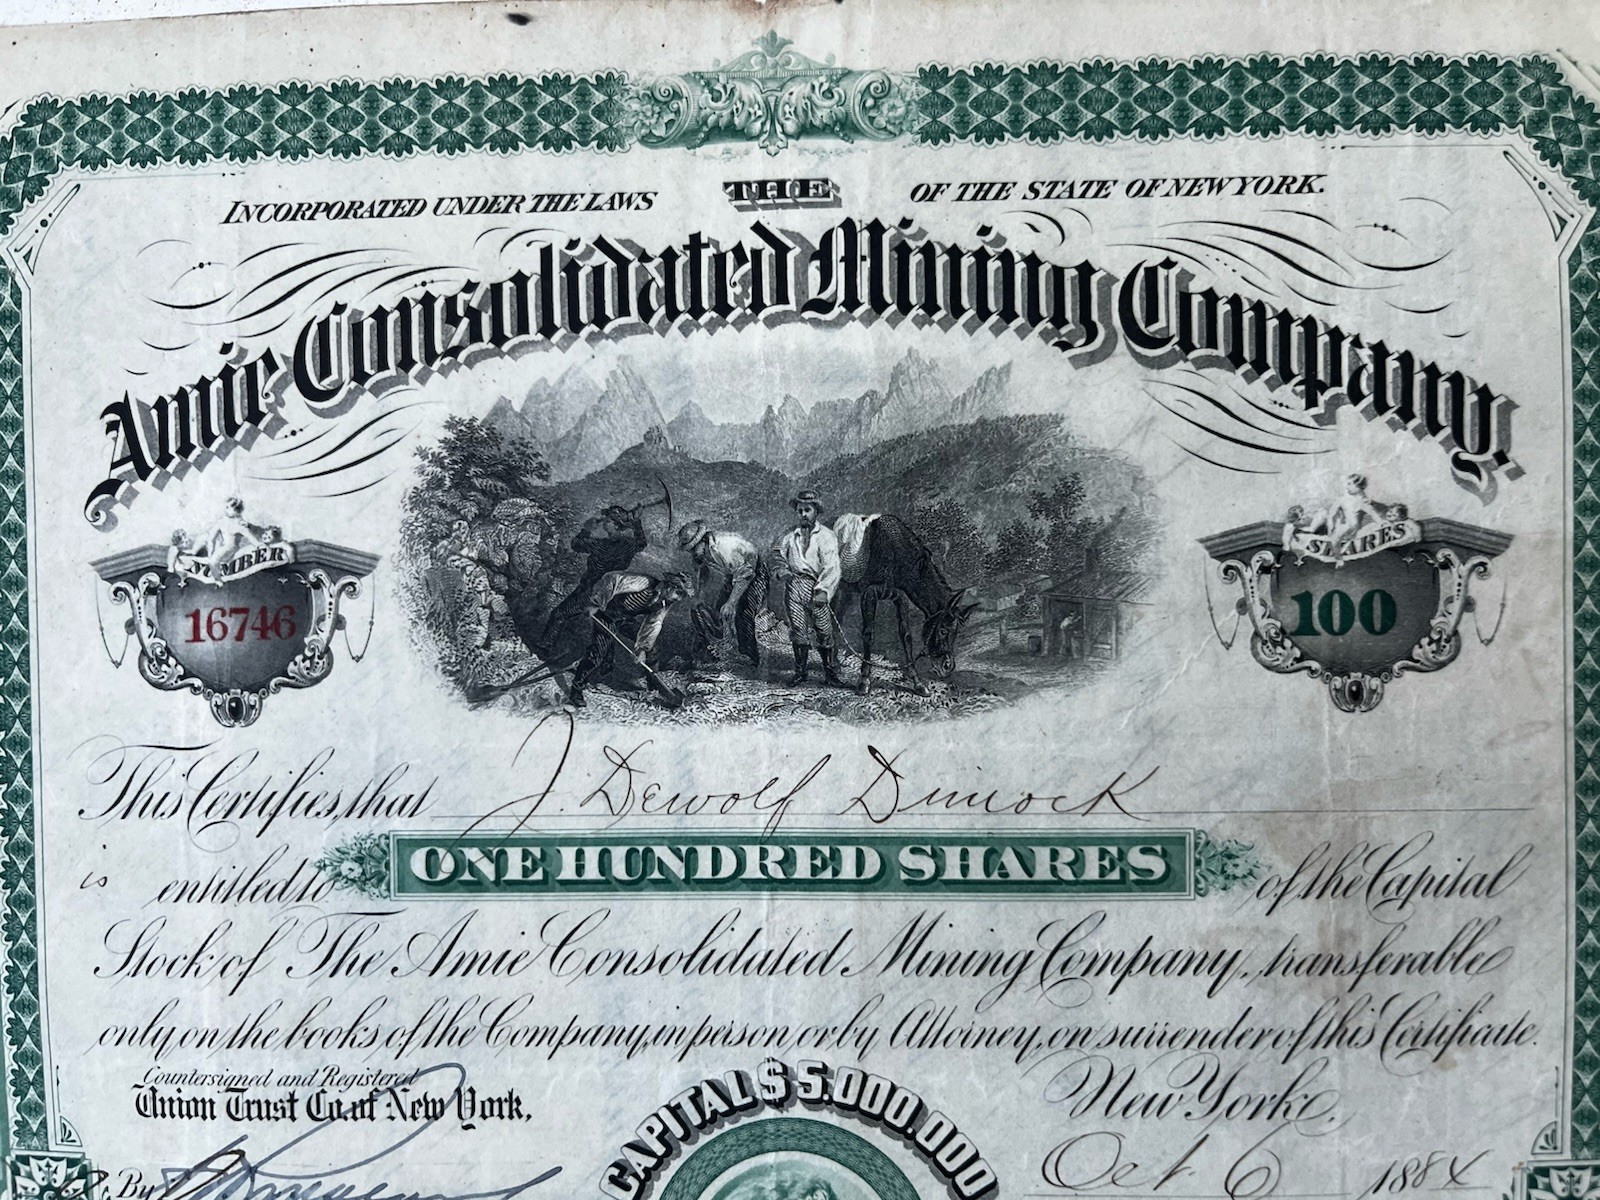 INCORPORATED UNDER THE LAWS THE OF THE STATE OF NEW YORK.
Amie Consolidated Mining Company.
NUMBER SHARES
16746 100
This Certifies, that J. Dewolf Dimock
is entitled to ONE HUNDRED SHARES of the Capital
Stock of The Amie Consolidated Mining Company, transferable
only on the books of the Company, in person or by Attorney, on surrender of this Certificate.
Countersigned and Registered
Union Trust Co. of New York,
CAPITAL $5.000.000
New York,
Oct 6 1884
By